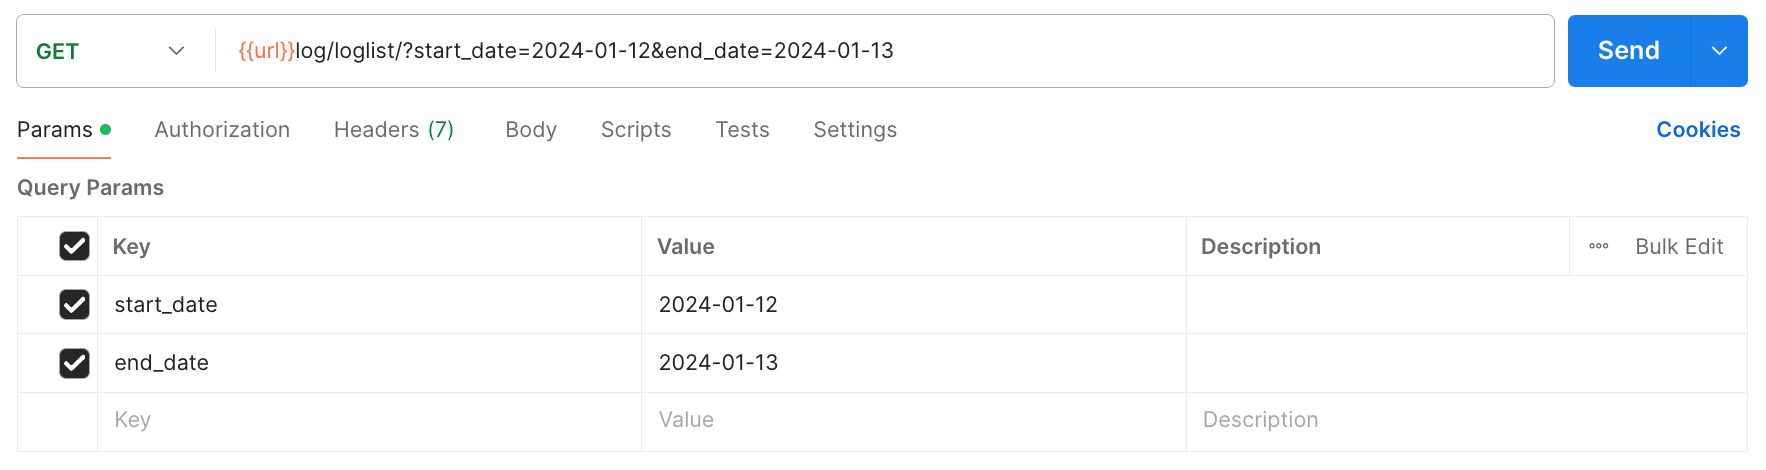 GET {{url}}log/loglist/?start_date=2024-01-12&end_date=2024-01-13 Send
Params Authorization Headers (7) Body Scripts Tests Settings Cookies
Query Params
Key Value Description Bulk Edit
start_date 2024-01-12
end_date 2024-01-13
Key Value Description